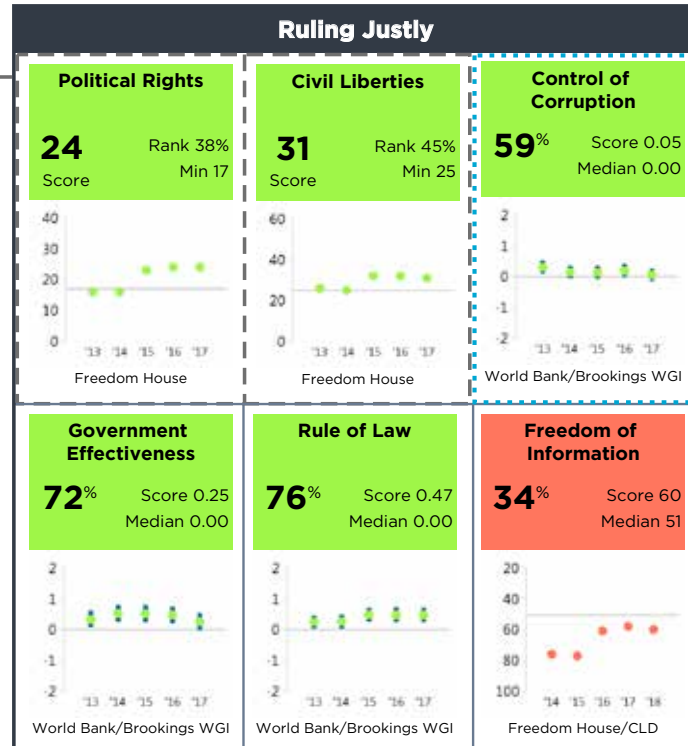 Ruling Justly
Political Rights
24
Score
Rank 38%
Min 17
40
30
20
10
0
'13 '14 '15 '16 '17
Freedom House
Civil Liberties
31
Score
Rank 45%
Min 25
60
40
20
0
'13 '14 '15 '16 '17
Freedom House
Control of
Corruption
59%
Score 0.05
Median 0.00
2
1
0
-1
-2
'13 '14 '15 '16 '17
World Bank/Brookings WGI
Government
Effectiveness
72%
Score 0.25
Median 0.00
2
1
0
-1
-2
'13 '14 '15 '16 '17
World Bank/Brookings WGI
Rule of Law
76%
Score 0.47
Median 0.00
2
1
0
-1
-2
'13 '14 '15 '16 '17
World Bank/Brookings WGI
Freedom of
Information
34%
Score 60
Median 51
20
40
60
80
100
'14 '15 '16 '17 '18
Freedom House/CLD